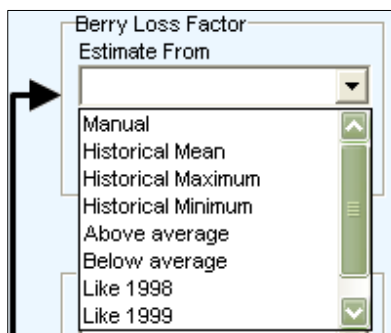 Berry Loss Factor
Estimate From
Manual
Historical Mean
Historical Maximum
Historical Minimum
Above average
Below average
Like 1998
Like 1999